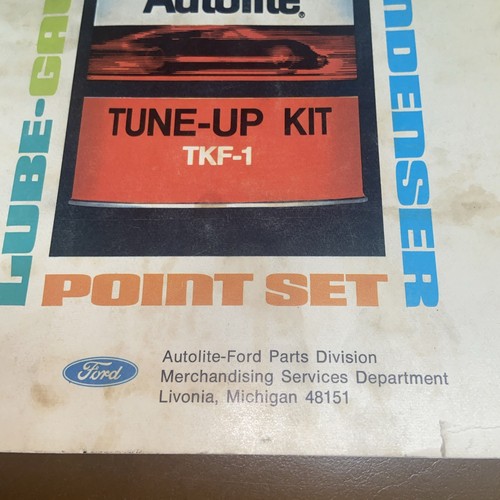 Autolite®
TUNE-UP KIT
TKF-1
LUBE·GA
NDENSER
POINT SET
Ford
Autolite-Ford Parts Division
Merchandising Services Department
Livonia, Michigan 48151